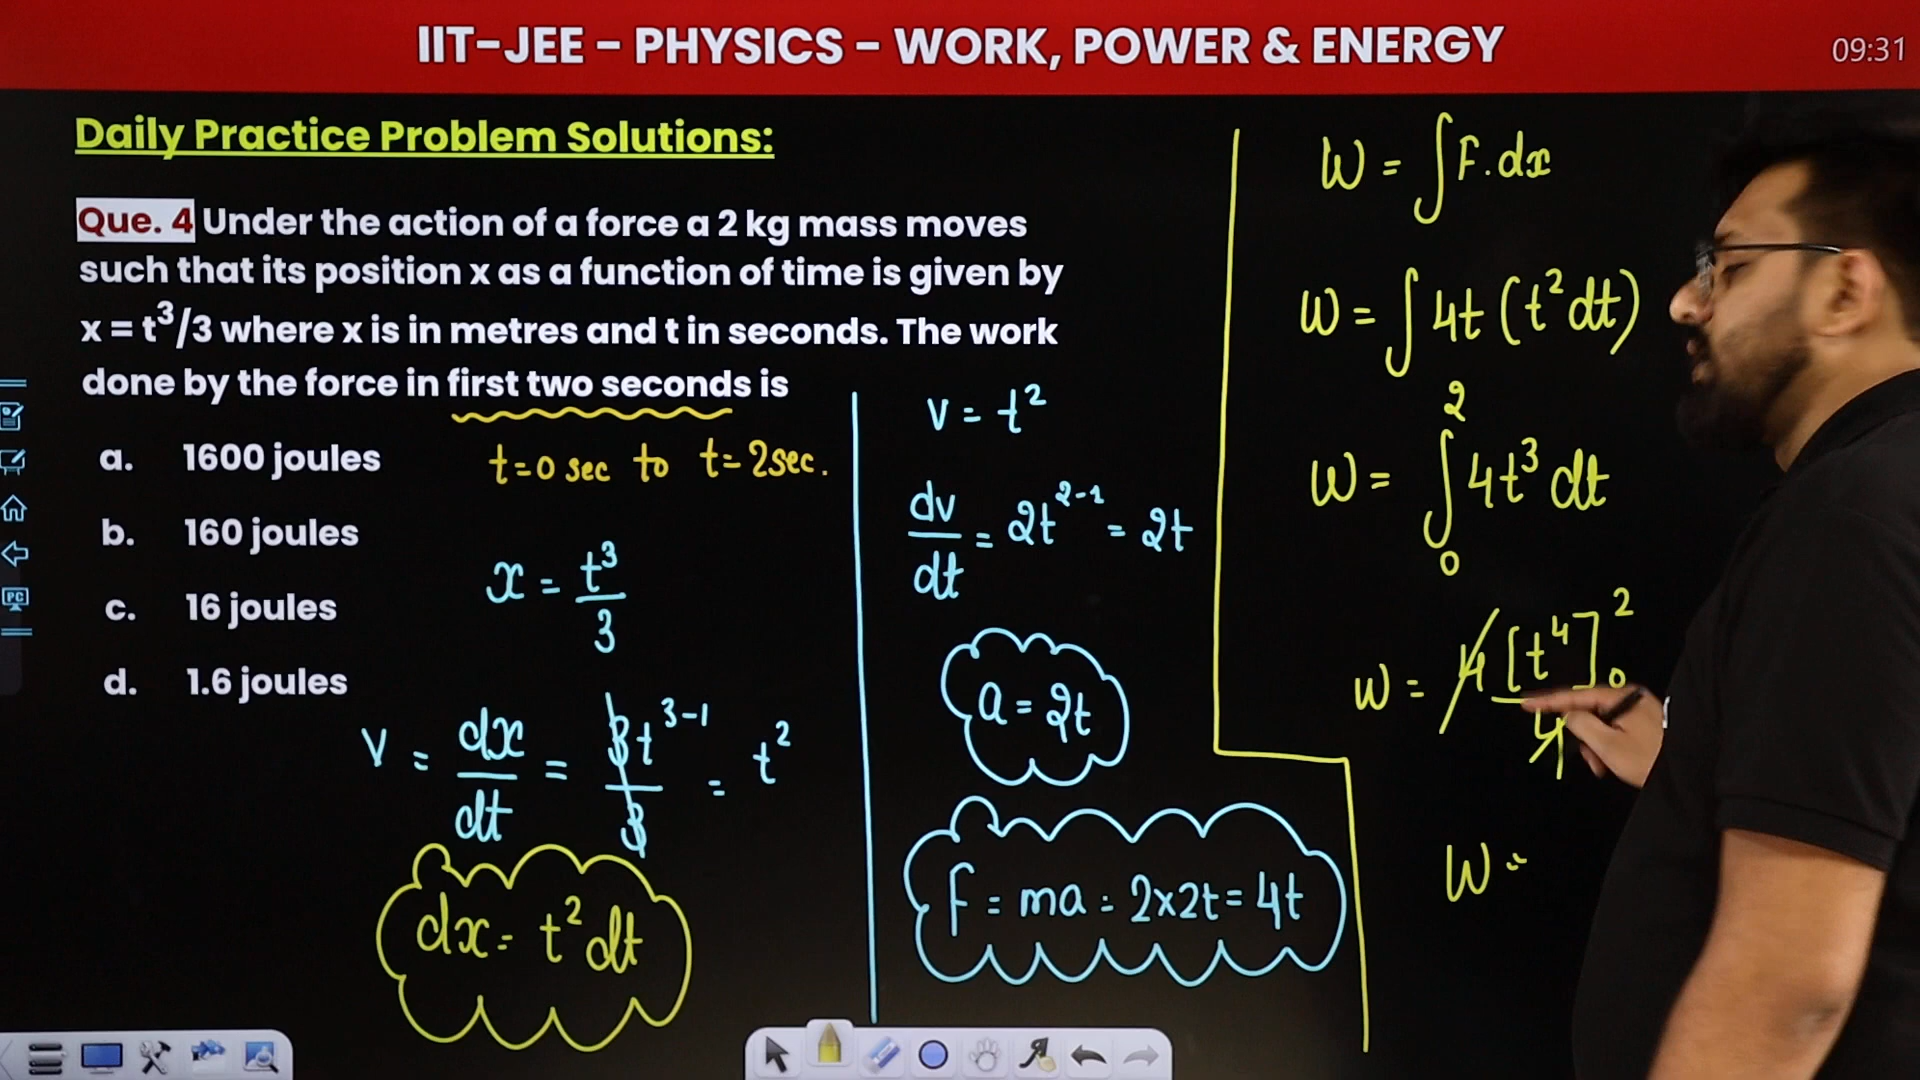 IIT-JEE - PHYSICS - WORK, POWER & ENERGY
09:31
Daily Practice Problem Solutions:
Que. 4 Under the action of a force a 2 kg mass moves
such that its position x as a function of time is given by
x = t³/3 where x is in metres and t in seconds. The work
done by the force in first two seconds is
a. 1600 joules
b. 160 joules
c. 16 joules
d. 1.6 joules
t=0 sec to t=2sec.
x = t³/3
v = dx/dt = 3t³⁻¹/3 = t²
dx = t² dt
v = t²
dv/dt = 2t²⁻¹ = 2t
a = 2t
F = ma = 2x2t = 4t
W = ∫F.dx
W = ∫4t (t² dt)
W = ∫₀² 4t³ dt
W = 4[t⁴]₀²/4
W =
PC